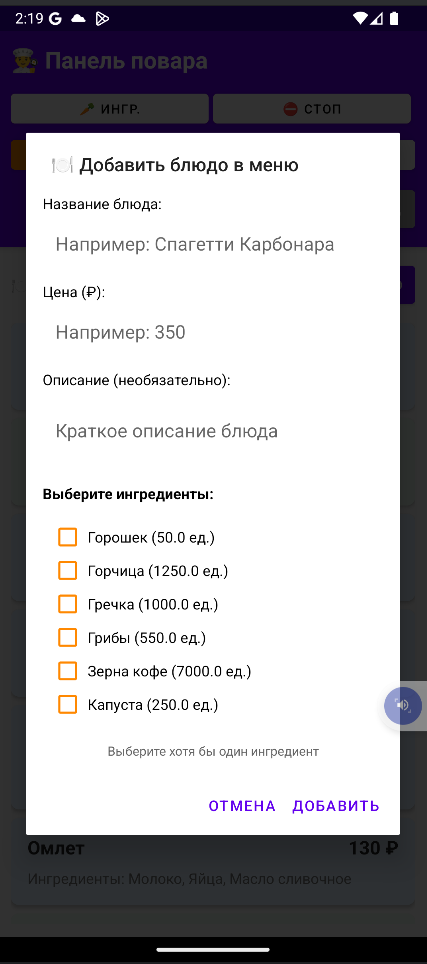 2:19
Панель повара
ИНГР.
СТОП
Добавить блюдо в меню
Название блюда:
Например: Спагетти Карбонара
Цена (₽):
Например: 350
Описание (необязательно):
Краткое описание блюда
Выберите ингредиенты:
Горошек (50.0 ед.)
Горчица (1250.0 ед.)
Гречка (1000.0 ед.)
Грибы (550.0 ед.)
Зерна кофе (7000.0 ед.)
Капуста (250.0 ед.)
Выберите хотя бы один ингредиент
ОТМЕНА ДОБАВИТЬ
Омлет 130 ₽
Ингредиенты: Молоко, Яйца, Масло сливочное